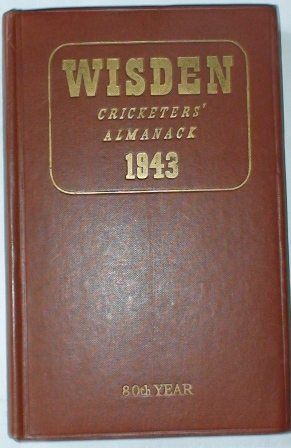 WISDEN
CRICKETERS'
ALMANACK
1943
80th YEAR